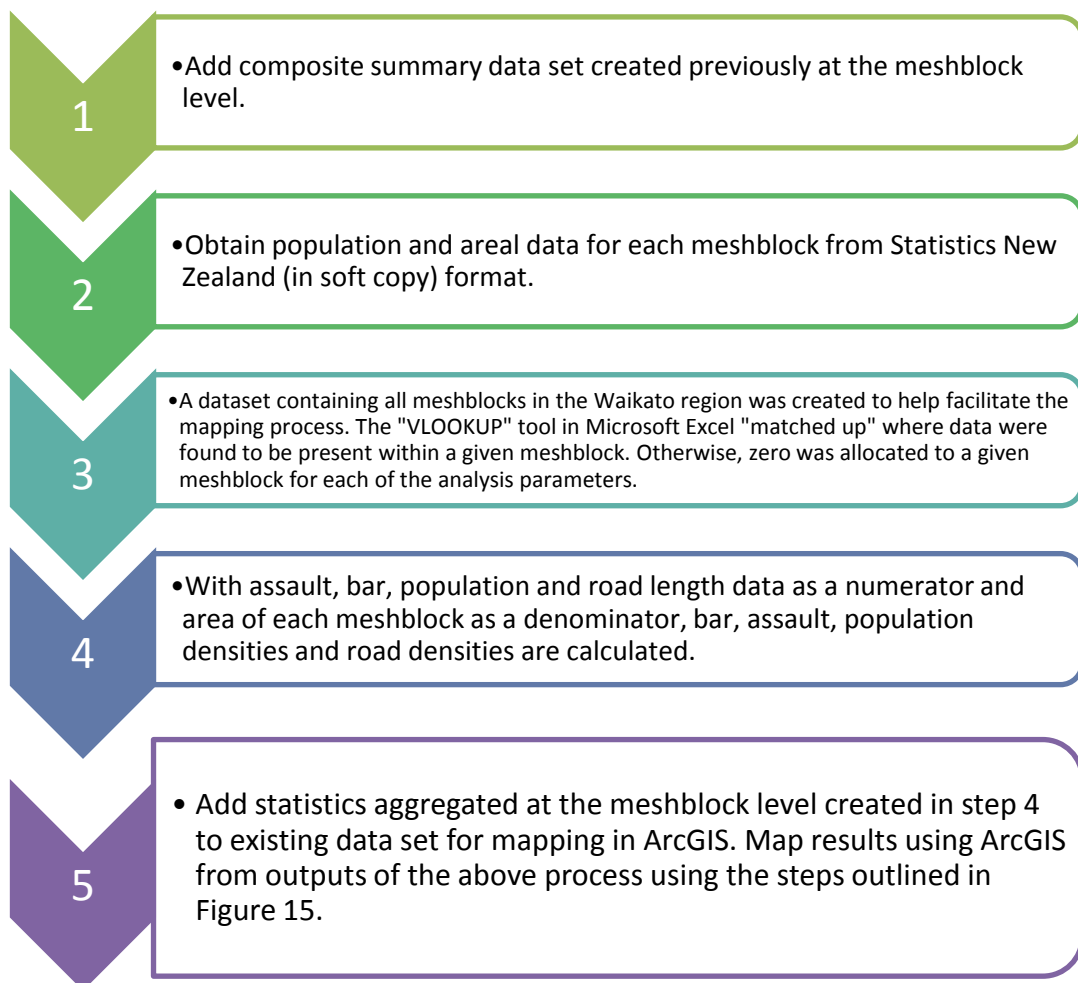 1
•Add composite summary data set created previously at the meshblock
level.
2
•Obtain population and areal data for each meshblock from Statistics New
Zealand (in soft copy) format.
3
•A dataset containing all meshblocks in the Waikato region was created to help facilitate the
mapping process. The "VLOOKUP" tool in Microsoft Excel "matched up" where data were
found to be present within a given meshblock. Otherwise, zero was allocated to a given
meshblock for each of the analysis parameters.
4
•With assault, bar, population and road length data as a numerator and
area of each meshblock as a denominator, bar, assault, population
densities and road densities are calculated.
5
• Add statistics aggregated at the meshblock level created in step 4
to existing data set for mapping in ArcGIS. Map results using ArcGIS
from outputs of the above process using the steps outlined in
Figure 15.